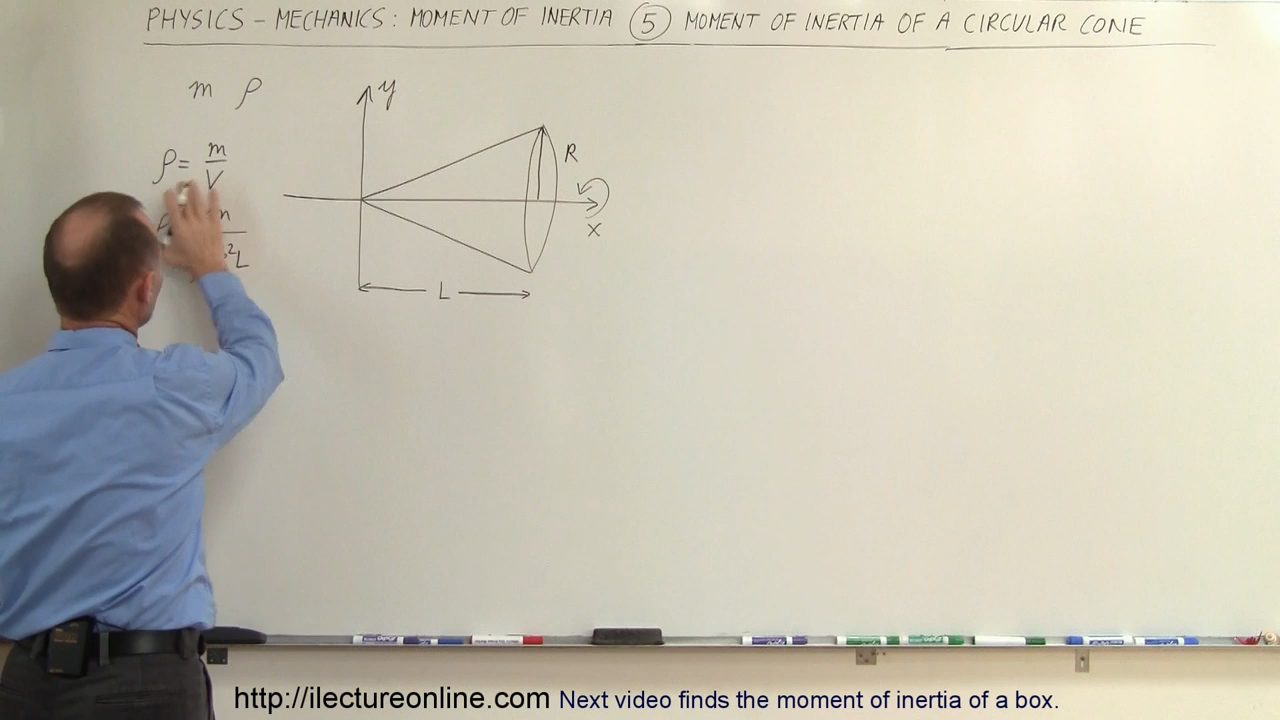 PHYSICS - MECHANICS: MOMENT OF INERTIA ⑤ MOMENT OF INERTIA OF A CIRCULAR CONE
m ρ
y
ρ = m/V
R
x
L
http://ilectureonline.com Next video finds the moment of inertia of a box.